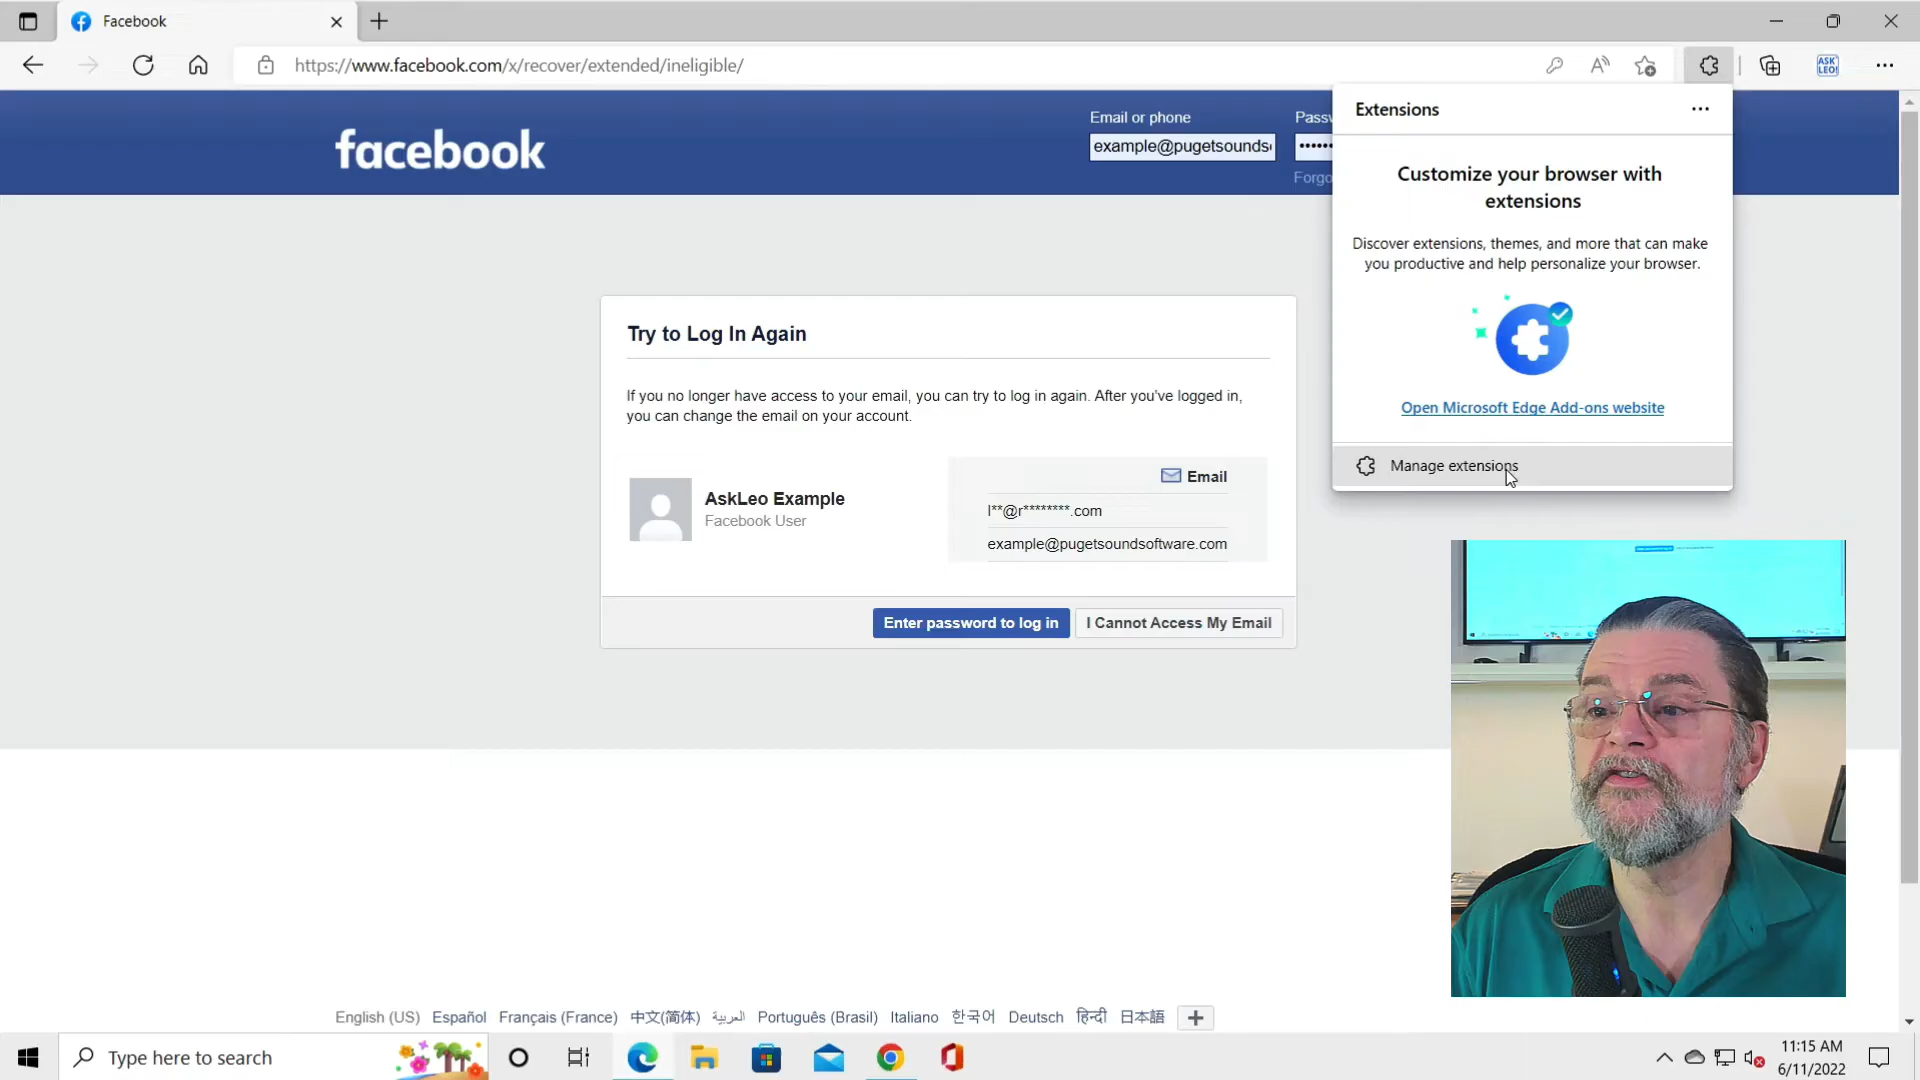 Facebook
https://www.facebook.com/x/recover/extended/ineligible/
ASK
LEO!
facebook
Email or phone
example@pugetsounds
Passw
••••••
Forgo
Extensions
Customize your browser with
extensions
Discover extensions, themes, and more that can make
you productive and help personalize your browser.
Open Microsoft Edge Add-ons website
Manage extensions
Try to Log In Again
If you no longer have access to your email, you can try to log in again. After you've logged in,
you can change the email on your account.
AskLeo Example
Facebook User
Email
l**@r********.com
example@pugetsoundsoftware.com
Enter password to log in
I Cannot Access My Email
English (US) Español Français (France) 中文(简体) العربية Português (Brasil) Italiano 한국어 Deutsch हिन्दी 日本語
Type here to search
11:15 AM
6/11/2022